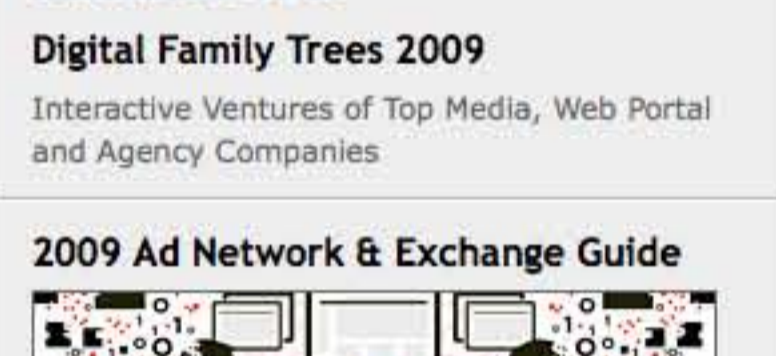 Digital Family Trees 2009
Interactive Ventures of Top Media, Web Portal
and Agency Companies
2009 Ad Network & Exchange Guide